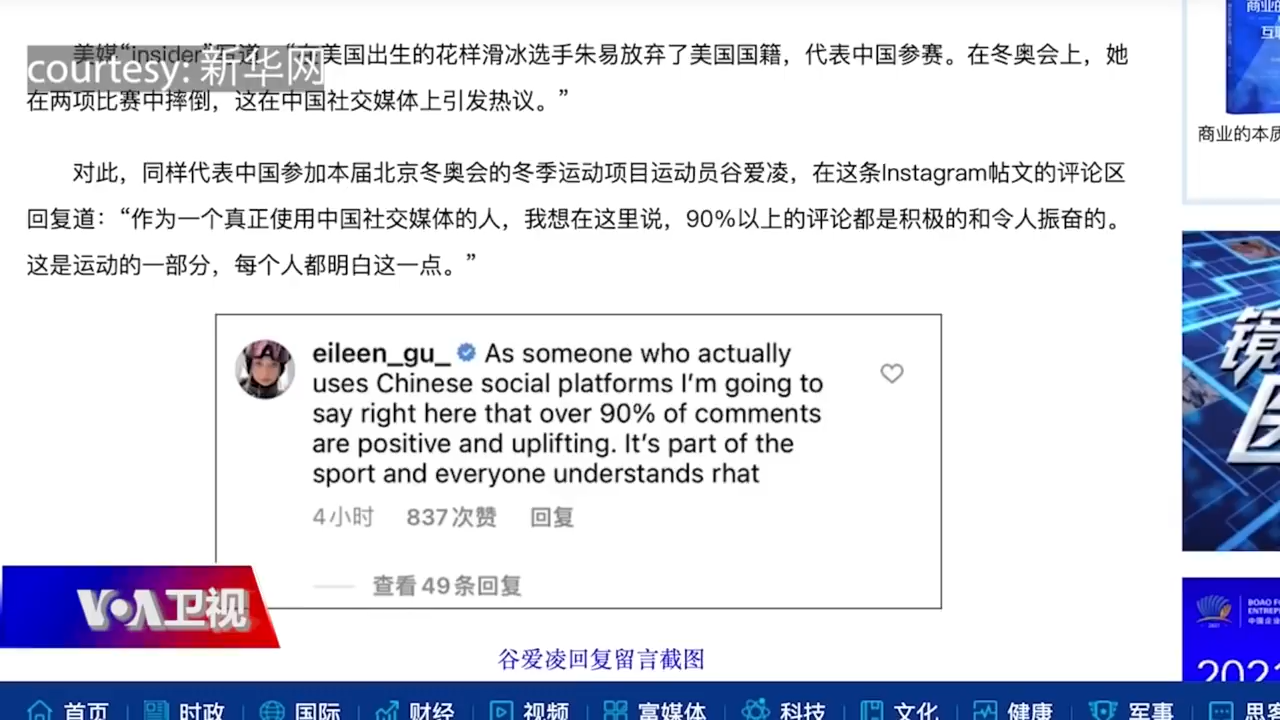 美媒“insider”写道：“在美国出生的花样滑冰选手朱易放弃了美国国籍，代表中国参赛。在冬奥会上，她
courtesy: 新华网
在两项比赛中摔倒，这在中国社交媒体上引发热议。”
对此，同样代表中国参加本届北京冬奥会的冬季运动项目运动员谷爱凌，在这条Instagram帖文的评论区
回复道：“作为一个真正使用中国社交媒体的人，我想在这里说，90%以上的评论都是积极的和令人振奋的。
这是运动的一部分，每个人都明白这一点。”
eileen_gu_ As someone who actually
uses Chinese social platforms I’m going to
say right here that over 90% of comments
are positive and uplifting. It’s part of the
sport and everyone understands rhat
4小时 837次赞 回复
查看49条回复
谷爱凌回复留言截图
VOA卫视
商业的本质
BOAO
2021
首页 时政 国际 财经 视频 富媒体 科技 文化 健康 军事